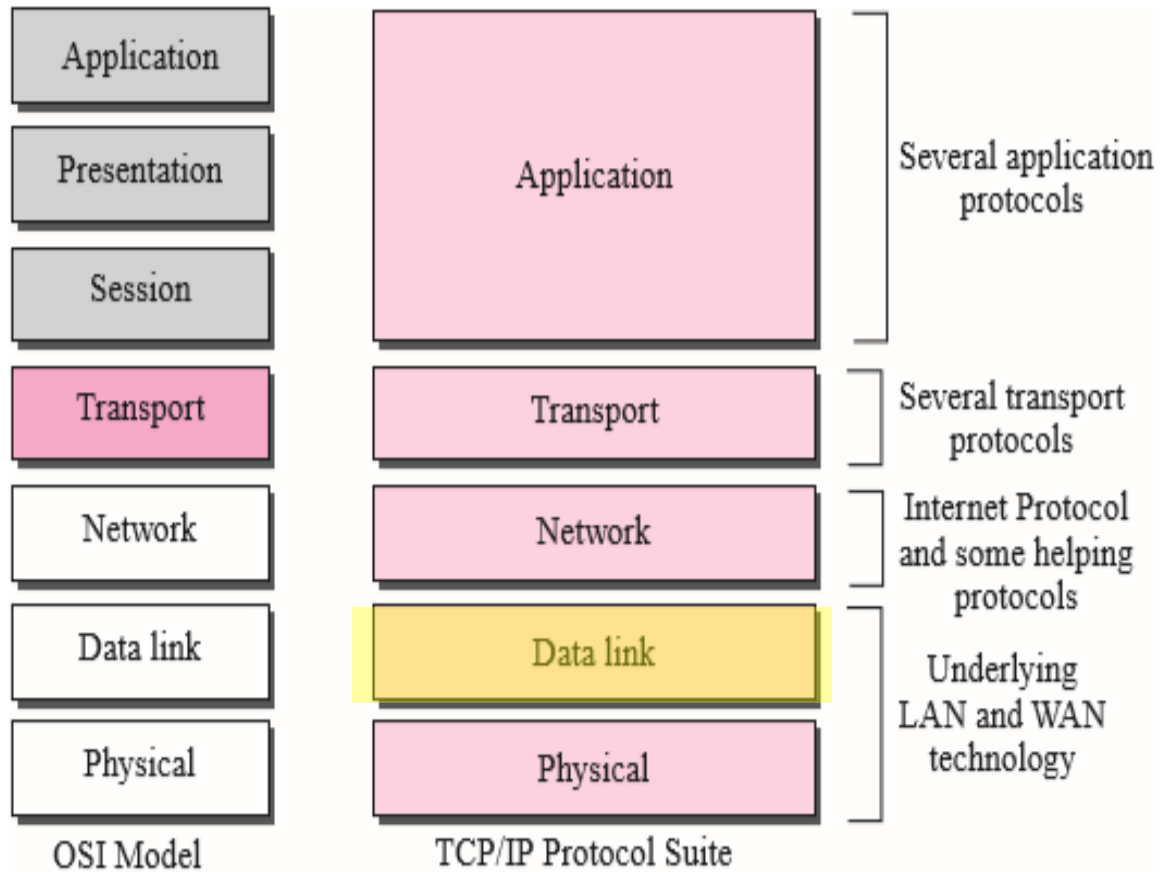 Application
Presentation
Session
Transport
Network
Data link
Physical
OSI Model
Application
Transport
Network
Data link
Physical
TCP/IP Protocol Suite
Several application
protocols
Several transport
protocols
Internet Protocol
and some helping
protocols
Underlying
LAN and WAN
technology